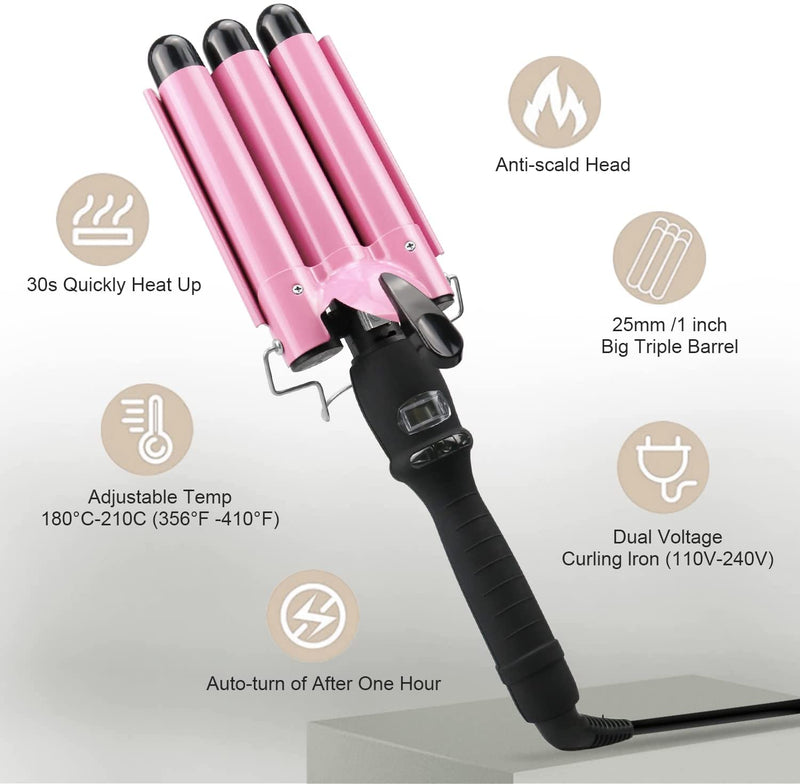 Anti-scald Head
30s Quickly Heat Up
25mm /1 inch
Big Triple Barrel
Adjustable Temp
180°C-210C (356°F -410°F)
Dual Voltage
Curling lron (110V-240V)
Auto-turn of After One Hour